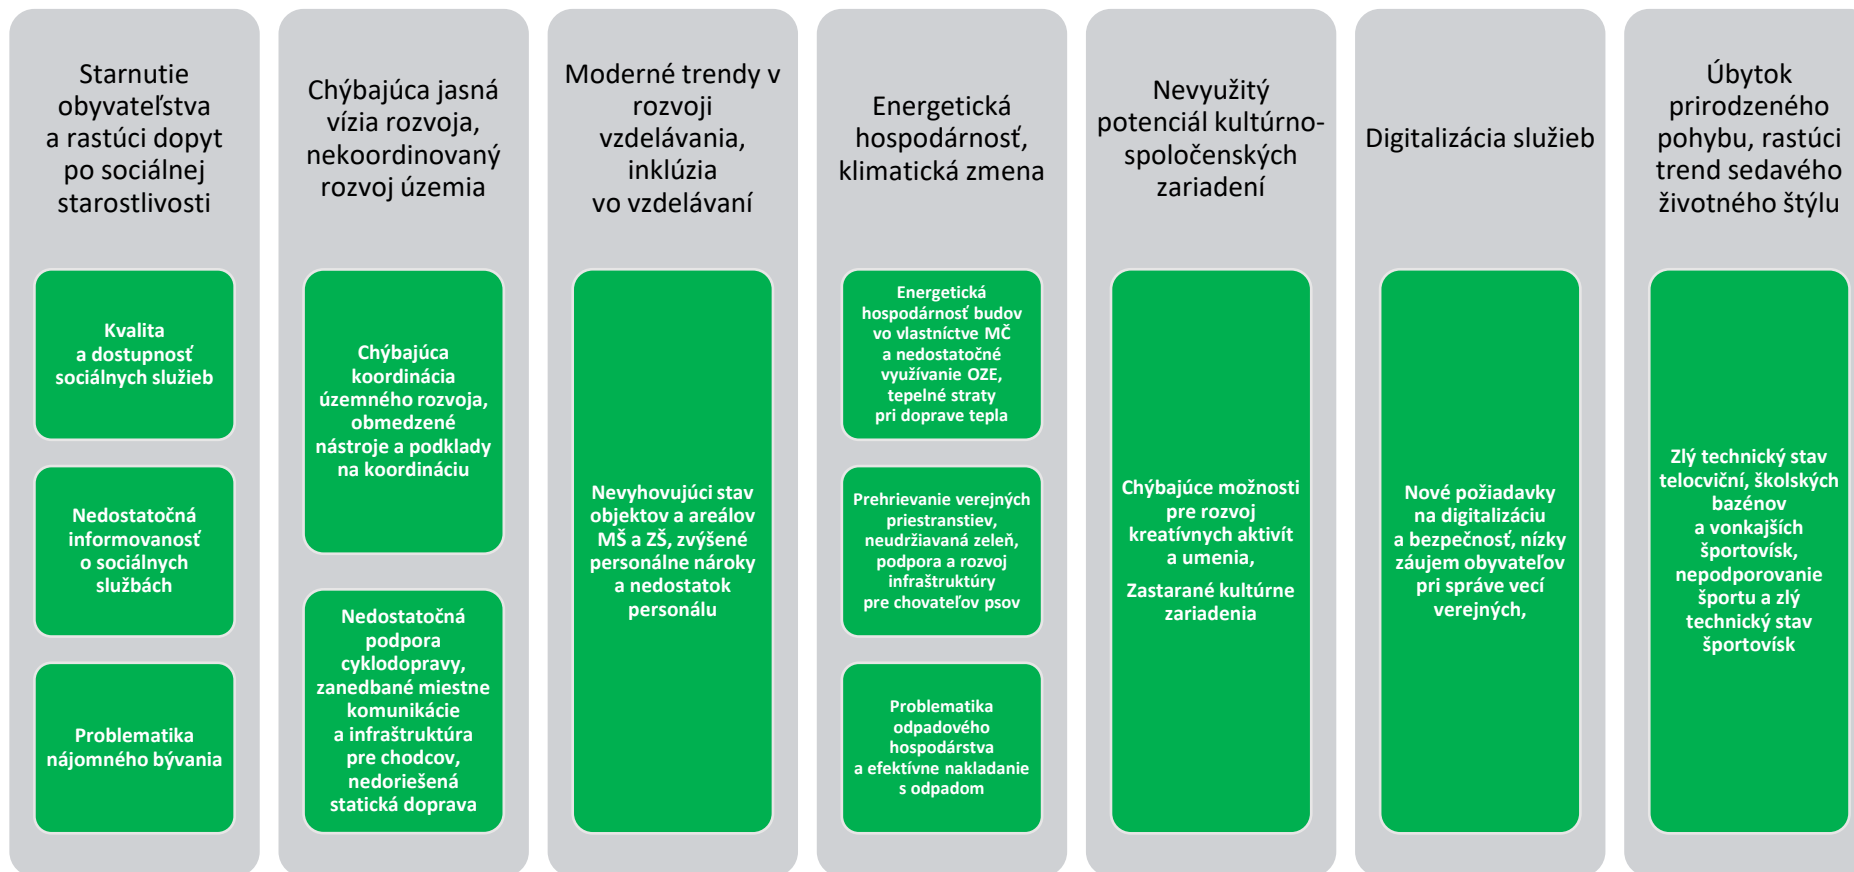 Starnutie
obyvateľstva
a rastúci dopyt
po sociálnej
starostlivosti
Kvalita
a dostupnosť
sociálnych služieb
Nedostatočná
informovanosť
o sociálnych
službách
Problematika
nájomného bývania
Chýbajúca jasná
vízia rozvoja,
nekoordinovaný
rozvoj územia
Chýbajúca
koordinácia
územného rozvoja,
obmedzené
nástroje a podklady
na koordináciu
Nedostatočná
podpora
cyklodopravy,
zanedbané miestne
komunikácie
a infraštruktúra
pre chodcov,
nedoriešená
statická doprava
Moderné trendy v
rozvoji
vzdelávania,
inklúzia
vo vzdelávaní
Nevyhovujúci stav
objektov a areálov
MŠ a ZŠ, zvýšené
personálne nároky
a nedostatok
personálu
Energetická
hospodárnosť,
klimatická zmena
Energetická
hospodárnosť budov
vo vlastníctve MČ
a nedostatočné
využívanie OZE,
tepelné straty
pri doprave tepla
Prehrievanie verejných
priestranstiev,
neudržiavaná zeleň,
podpora a rozvoj
infraštruktúry
pre chovateľov psov
Problematika
odpadového
hospodárstva
a efektívne nakladanie
s odpadom
Nevyužitý
potenciál kultúrno-
spoločenských
zariadení
Chýbajúce možnosti
pre rozvoj
kreatívnych aktivít
a umenia,
Zastarané kultúrne
zariadenia
Digitalizácia služieb
Nové požiadavky
na digitalizáciu
a bezpečnosť, nízky
záujem obyvateľov
pri správe vecí
verejných,
Úbytok
prirodzeného
pohybu, rastúci
trend sedavého
životného štýlu
Zlý technický stav
telocviční, školských
bazénov
a vonkajších
športovísk,
nepodporovanie
športu a zlý
technický stav
športovísk